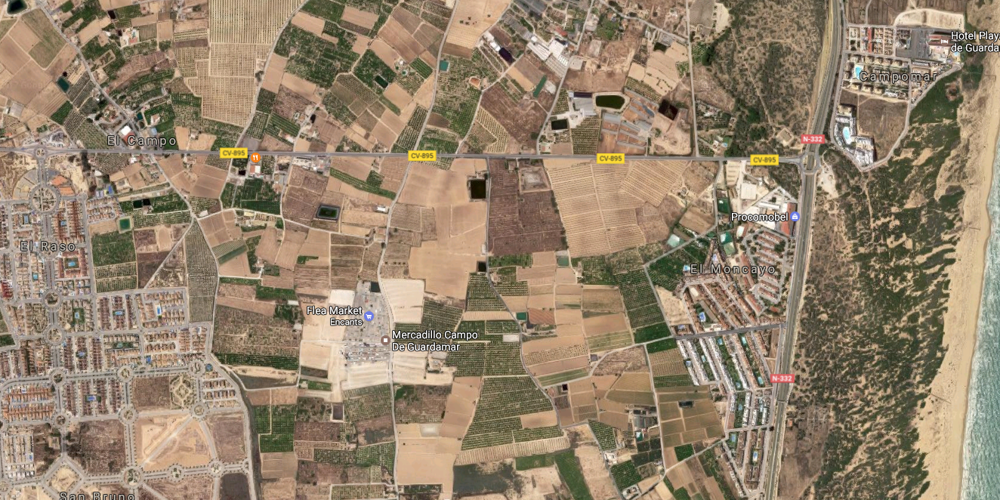 Hotel Playa
de Guarda
Campomar
El Campo
N-332
CV-895
CV-895
CV-895
CV-895
Procomobel
El Raso
El Moncayo
Flea Market
Encants
Mercadillo Campo
De Guardamar
N-332
San Bruno